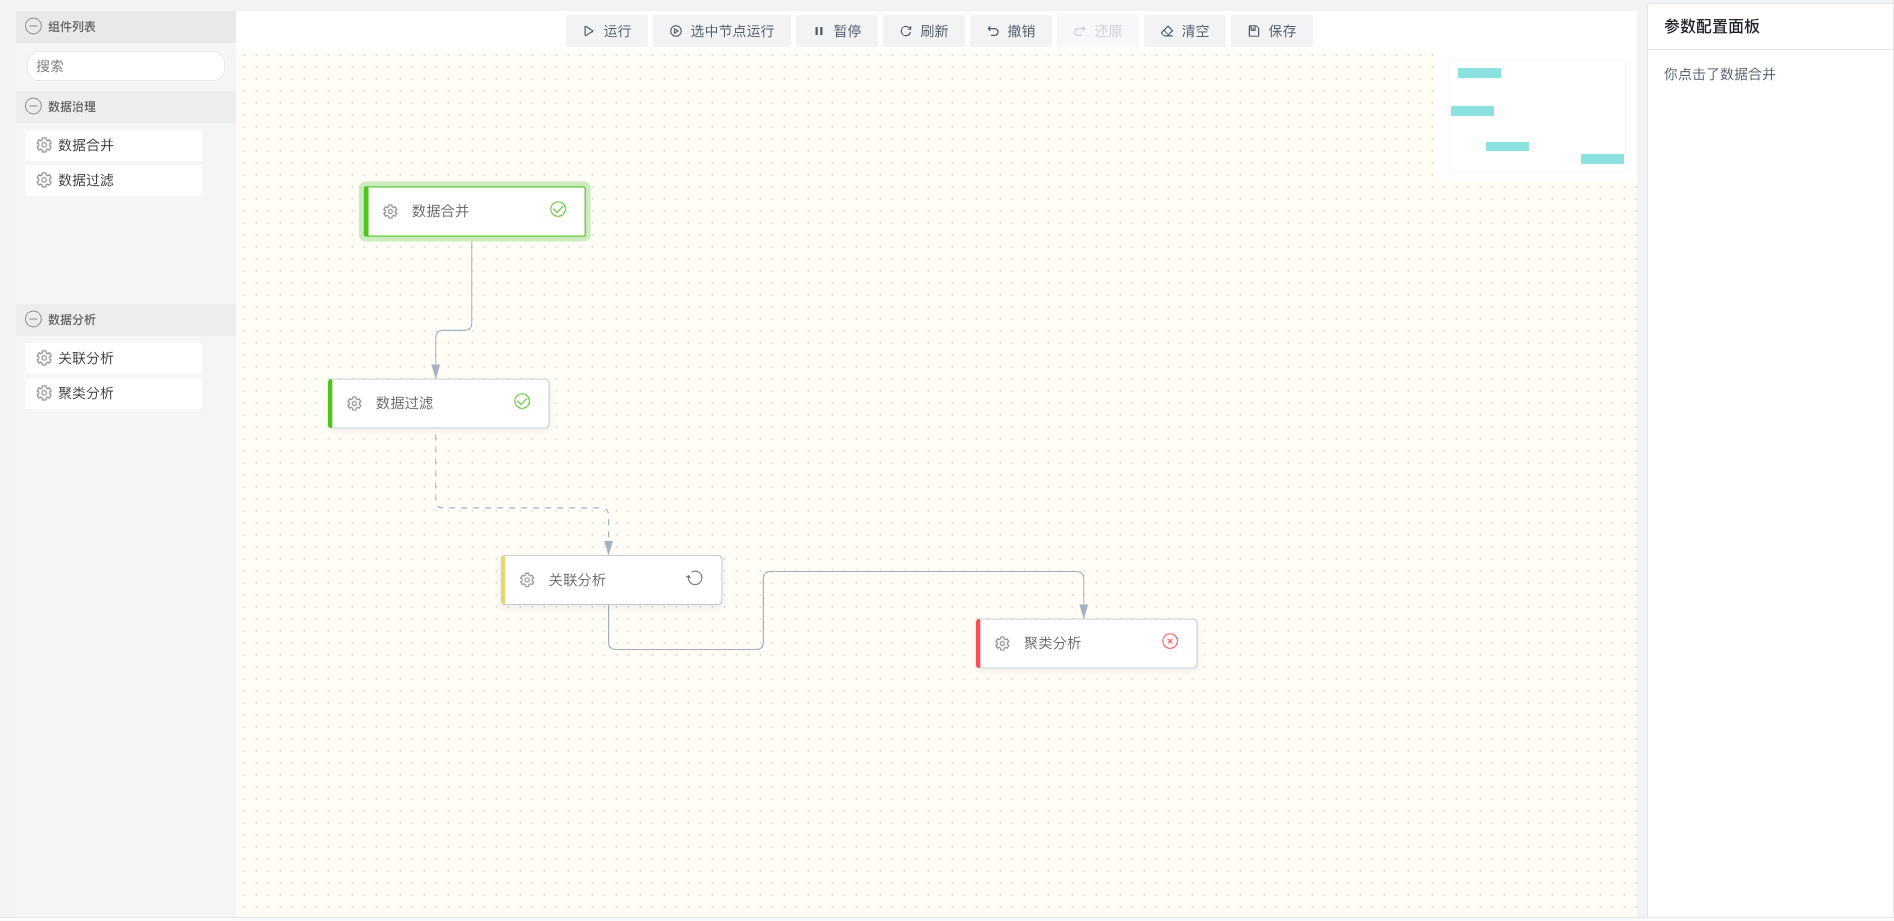 组件列表
搜索
数据治理
数据合并
数据过滤
数据分析
关联分析
聚类分析
运行 选中节点运行 暂停 刷新 撤销 还原 清空 保存
数据合并
数据过滤
关联分析
聚类分析
参数配置面板
你点击了数据合并